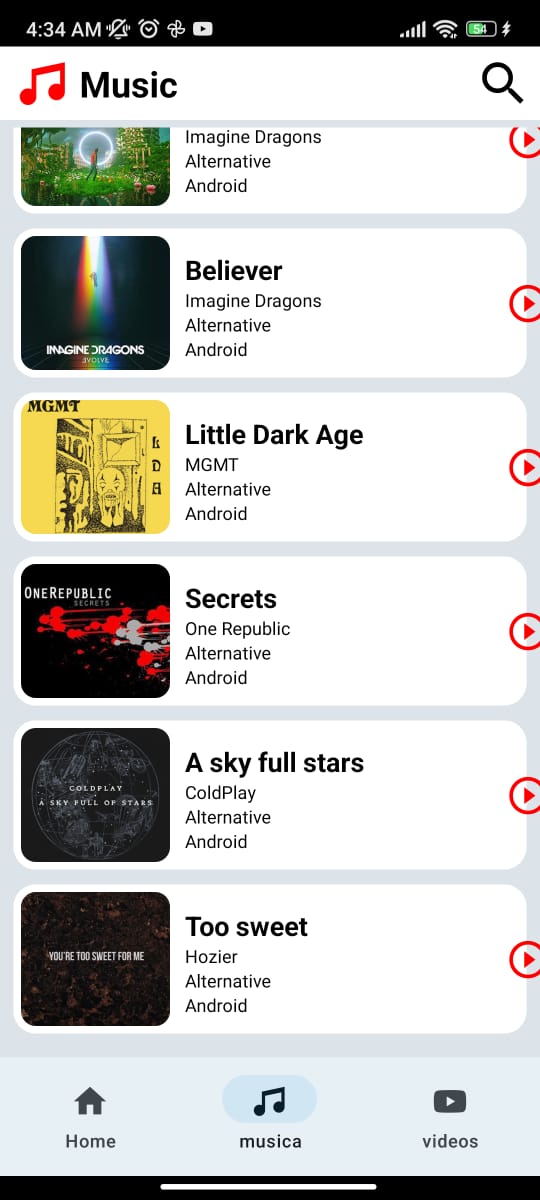 4:34 AM
54
Music
Imagine Dragons
Alternative
Android
Believer
Imagine Dragons
Alternative
Android
IMAGINE DRAGONS
EVOLVE
Little Dark Age
MGMT
Alternative
Android
MGMT
L
D
A
Secrets
One Republic
Alternative
Android
ONEREPUBLIC
SECRETS
A sky full stars
ColdPlay
Alternative
Android
COLDPLAY
A SKY FULL OF STARS
Too sweet
Hozier
Alternative
Android
YOU'RE TOO SWEET FOR ME
Home
musica
videos